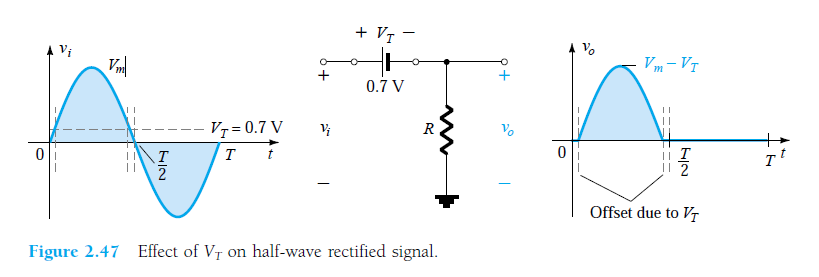 + V_T −
v_i
V_m
V_T = 0.7 V
0
T/2
T
t
+
0.7 V
v_i
R
+
v_o
v_o
V_m − V_T
0
T/2
T
t
Offset due to V_T
Figure 2.47 Effect of V_T on half-wave rectified signal.